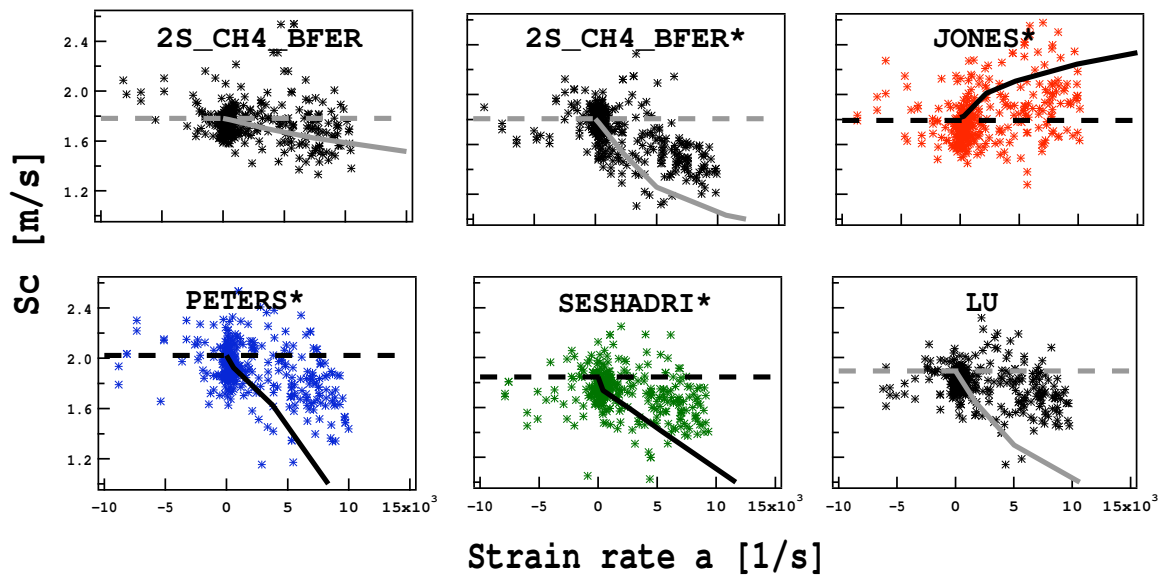 2S_CH4_BFER
2S_CH4_BFER*
JONES*
2.4
2.0
1.6
1.2
Sc [m/s]
PETERS*
SESHADRI*
LU
2.4
2.0
1.6
1.2
-10 -5 0 5 10 15x10³
-10 -5 0 5 10 15x10³
-10 -5 0 5 10 15x10³
Strain rate a [1/s]